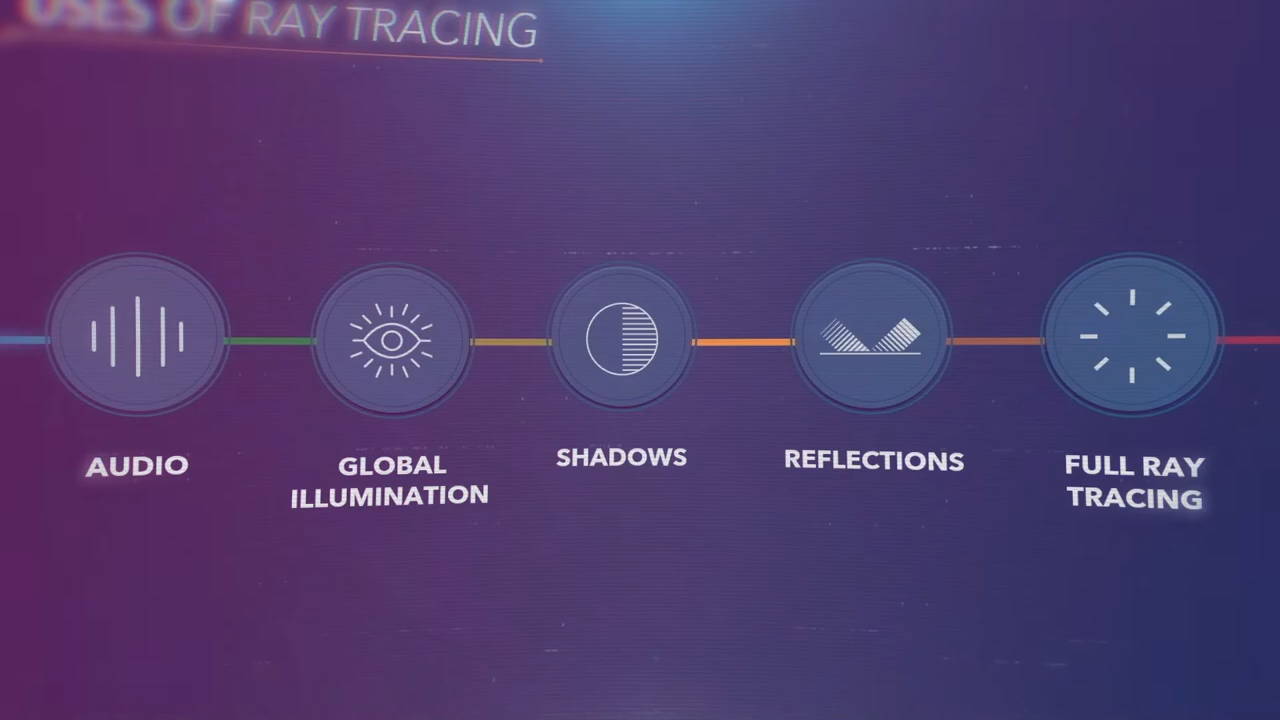 USES OF RAY TRACING
AUDIO
GLOBAL
ILLUMINATION
SHADOWS
REFLECTIONS
FULL RAY
TRACING